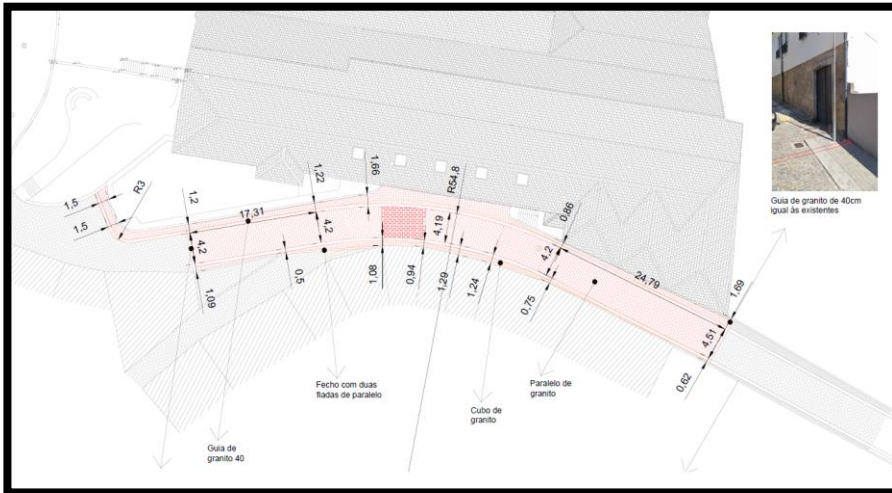 1,5
1,5
R3
1,2
17,31
1,22
1,66
4,2
4,2
1,09
0,5
1,08
0,94
4,19
R54,8
1,29
1,24
0,86
4,2
0,75
24,79
1,69
4,51
0,62
Guia de granito de 40cm
igual às existentes
Fecho com duas
fiadas de paralelo
Guia de
granito 40
Cubo de
granito
Paralelo de
granito